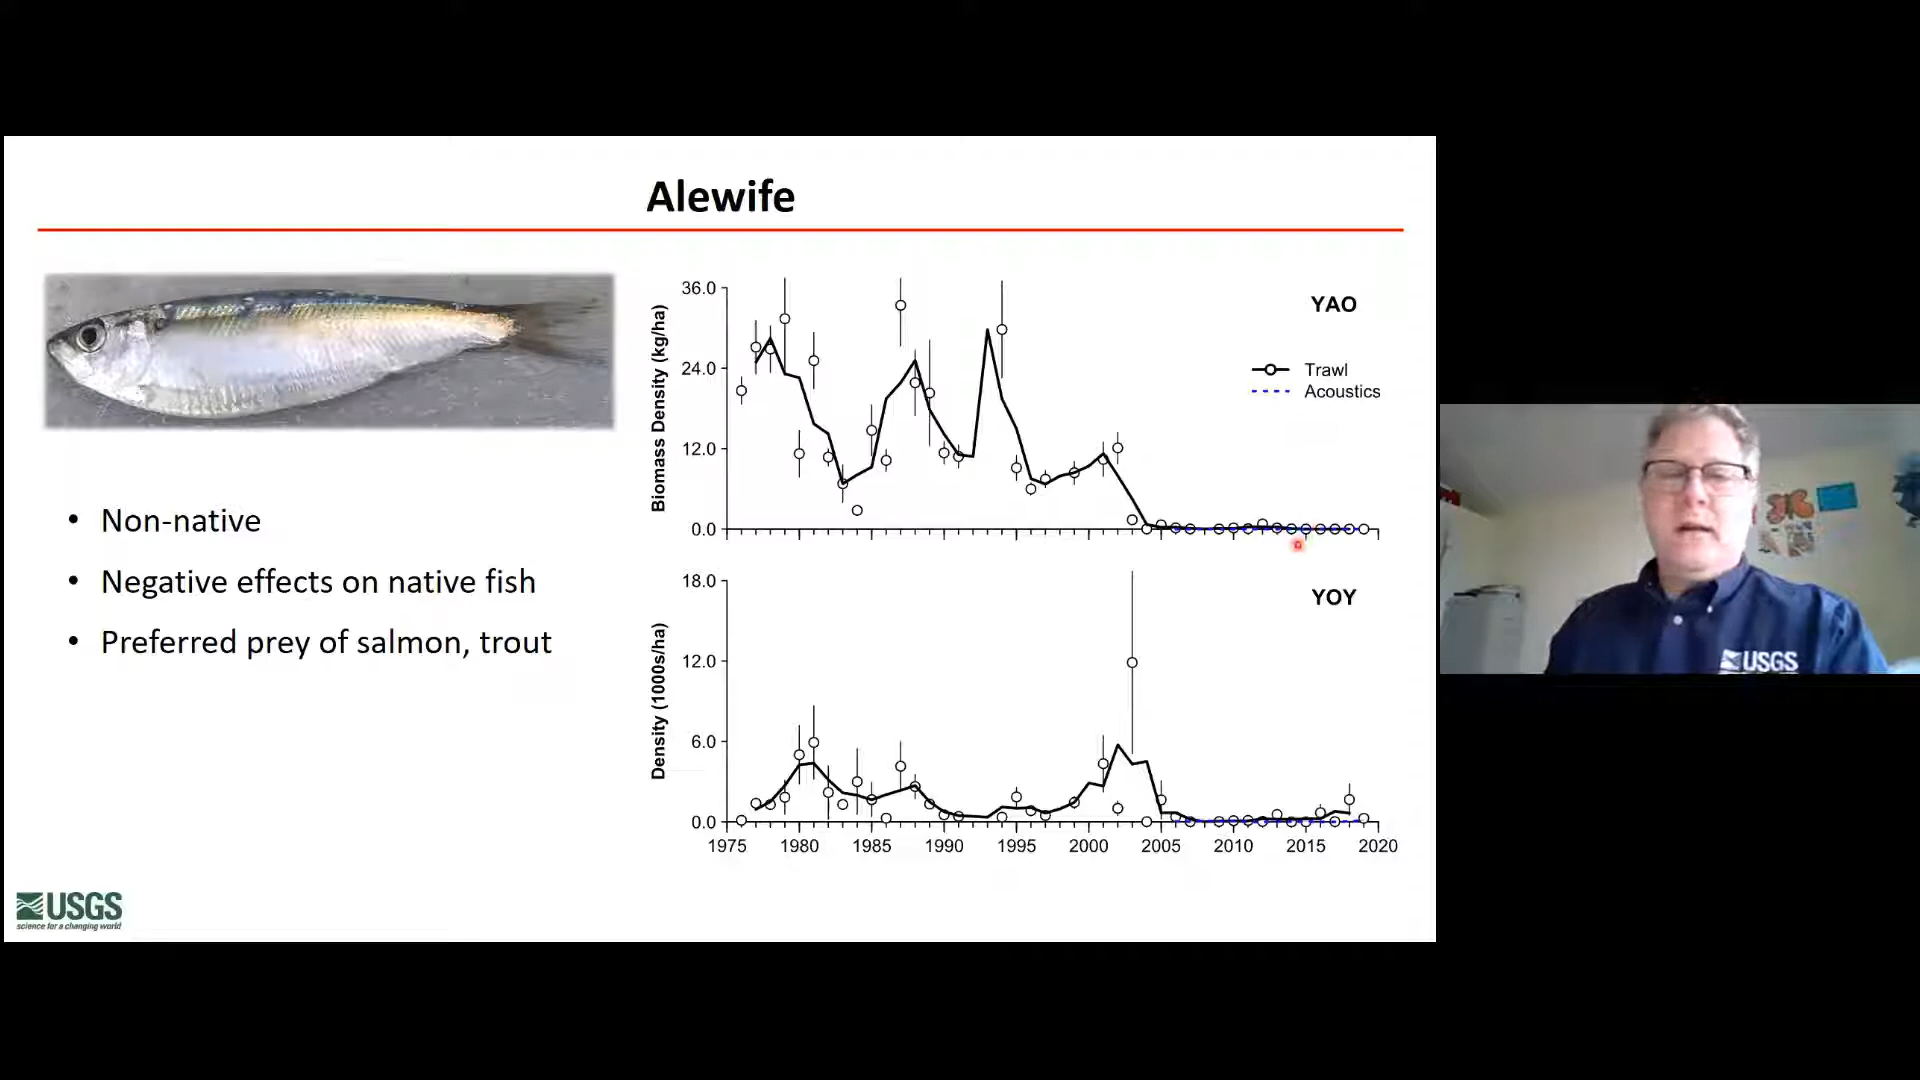 Alewife
• Non-native
• Negative effects on native fish
• Preferred prey of salmon, trout
Biomass Density (kg/ha)
36.0
24.0
12.0
0.0
YAO
Trawl
Acoustics
Density (1000s/ha)
18.0
12.0
6.0
0.0
YOY
1975 1980 1985 1990 1995 2000 2005 2010 2015 2020
USGS
science for a changing world
USGS